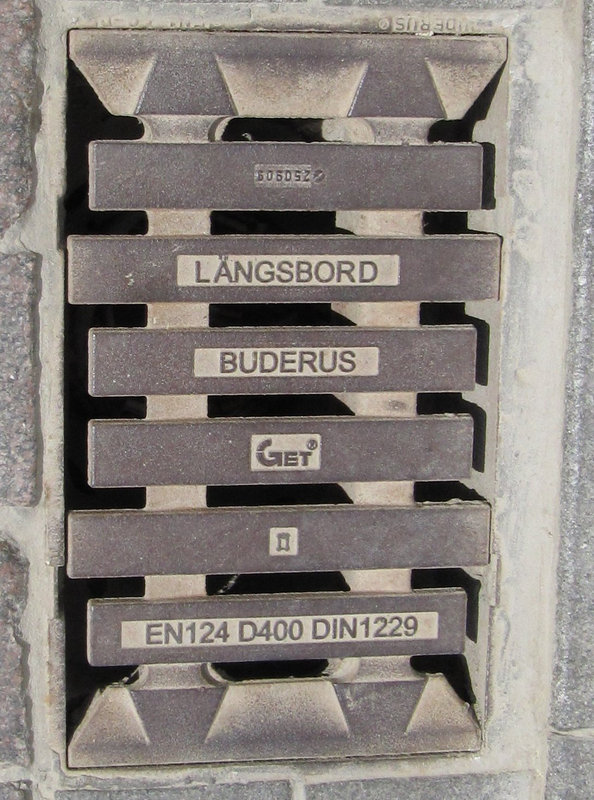 LÄNGSBORD
BUDERUS
GET®
EN124 D400 DIN1229